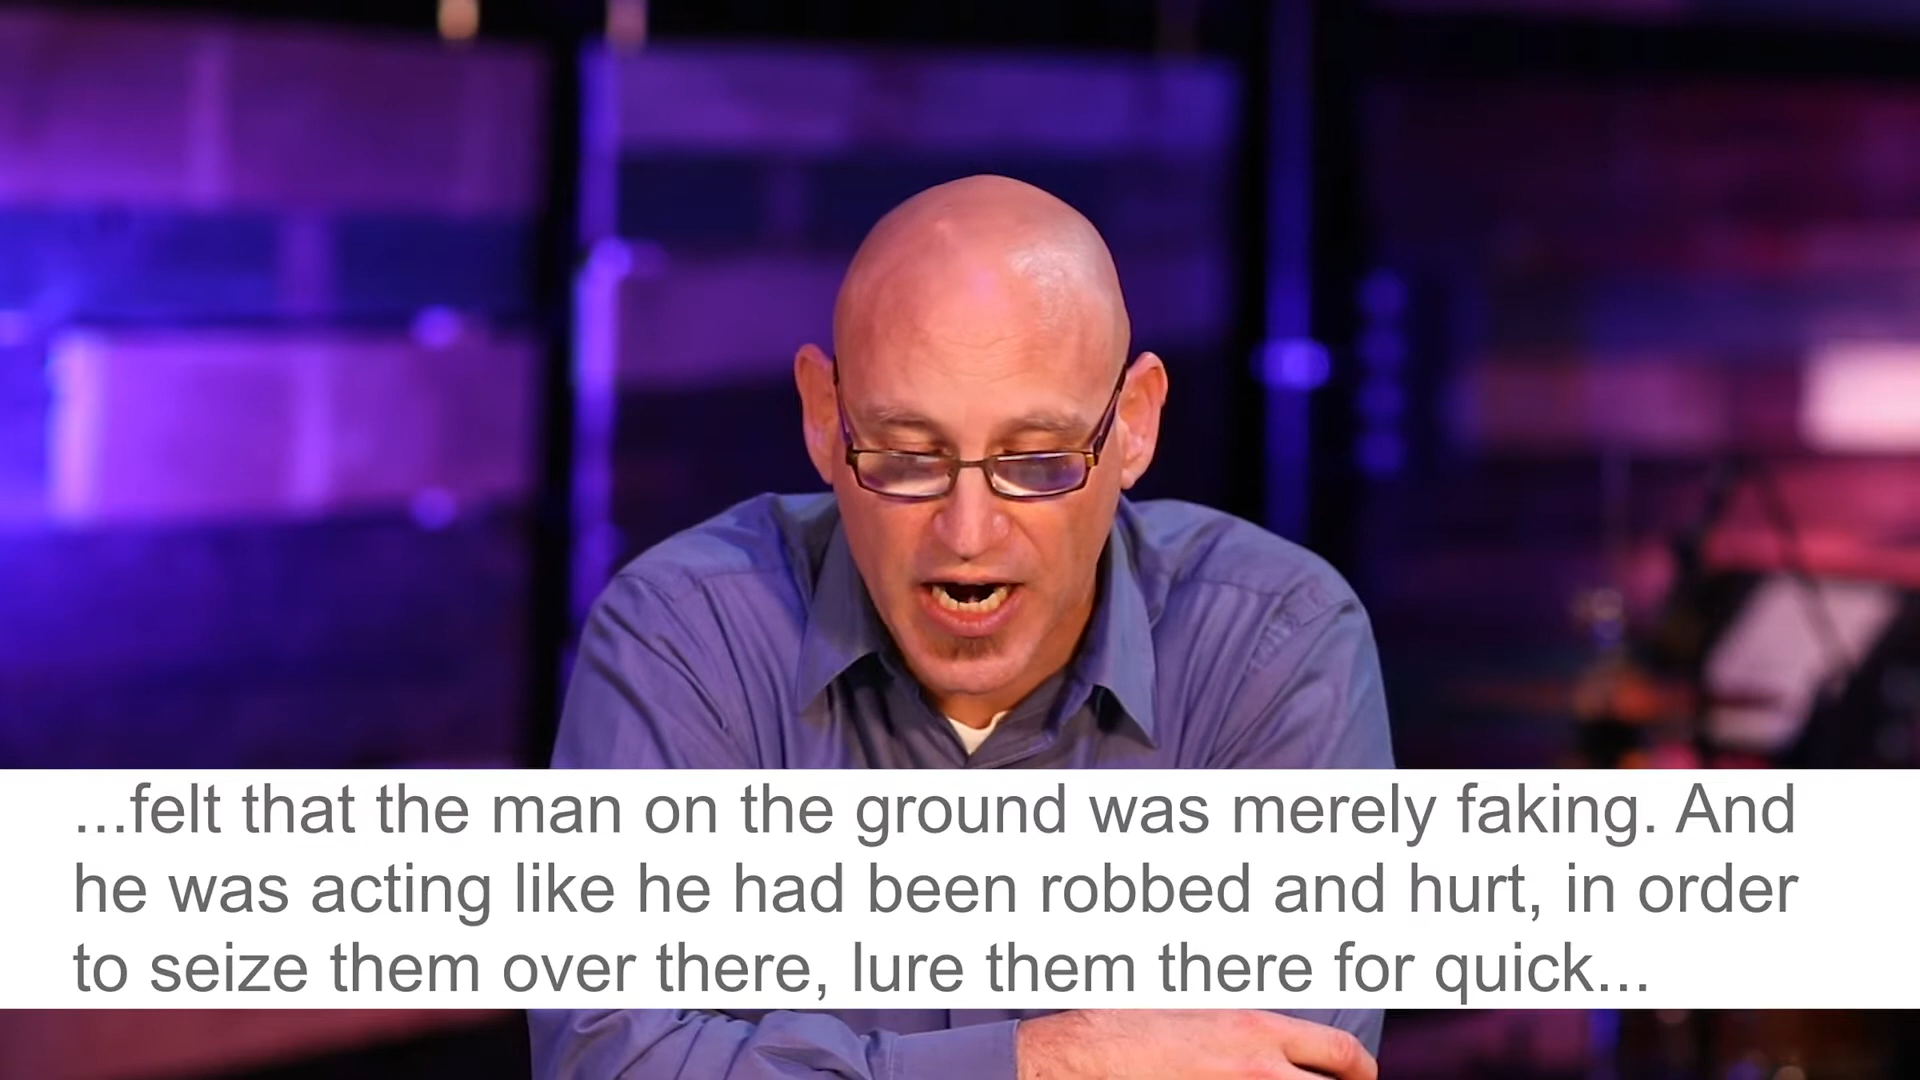 ...felt that the man on the ground was merely faking. And
he was acting like he had been robbed and hurt, in order
to seize them over there, lure them there for quick...